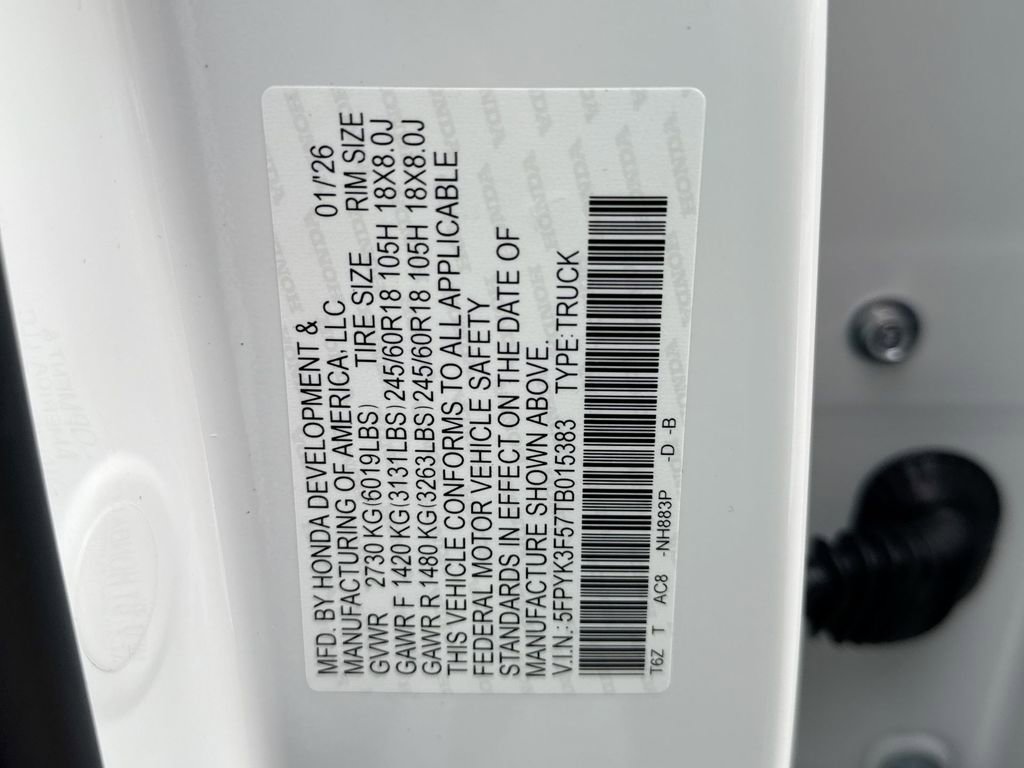 MFD. BY HONDA DEVELOPMENT &
MANUFACTURING OF AMERICA, LLC 01/'26
GVWR 2730 KG(6019LBS) TIRE SIZE RIM SIZE
GAWR F 1420 KG(3131LBS) 245/60R18 105H 18X8.0J
GAWR R 1480 KG(3263LBS) 245/60R18 105H 18X8.0J
THIS VEHICLE CONFORMS TO ALL APPLICABLE
FEDERAL MOTOR VEHICLE SAFETY
STANDARDS IN EFFECT ON THE DATE OF
MANUFACTURE SHOWN ABOVE.
V.I.N.: 5FPYK3F57TB015383 TYPE: TRUCK
T6Z T AC8 -NH883P -D -B